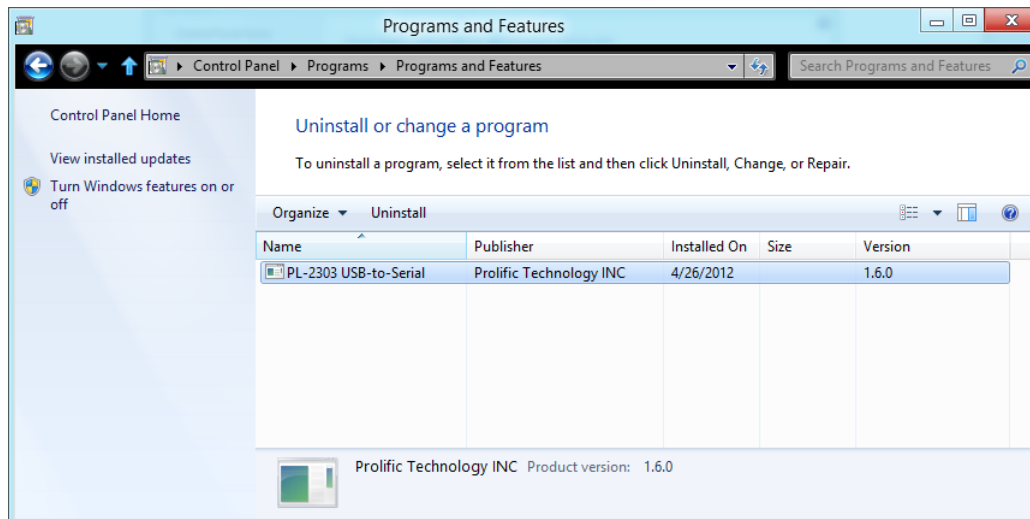 Programs and Features
Control Panel Programs Programs and Features
Search Programs and Features
Control Panel Home
View installed updates
Turn Windows features on or
off
Uninstall or change a program
To uninstall a program, select it from the list and then click Uninstall, Change, or Repair.
Organize Uninstall
Name Publisher Installed On Size Version
PL-2303 USB-to-Serial Prolific Technology INC 4/26/2012 1.6.0
Prolific Technology INC Product version: 1.6.0